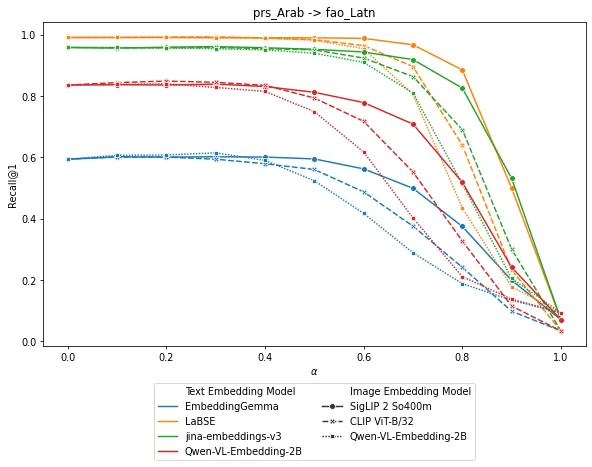 prs_Arab -> fao_Latn
Recall@1
1.0
0.8
0.6
0.4
0.2
0.0
0.0 0.2 0.4 0.6 0.8 1.0
α
Text Embedding Model Image Embedding Model
EmbeddingGemma SigLIP 2 So400m
LaBSE CLIP ViT-B/32
jina-embeddings-v3 Qwen-VL-Embedding-2B
Qwen-VL-Embedding-2B